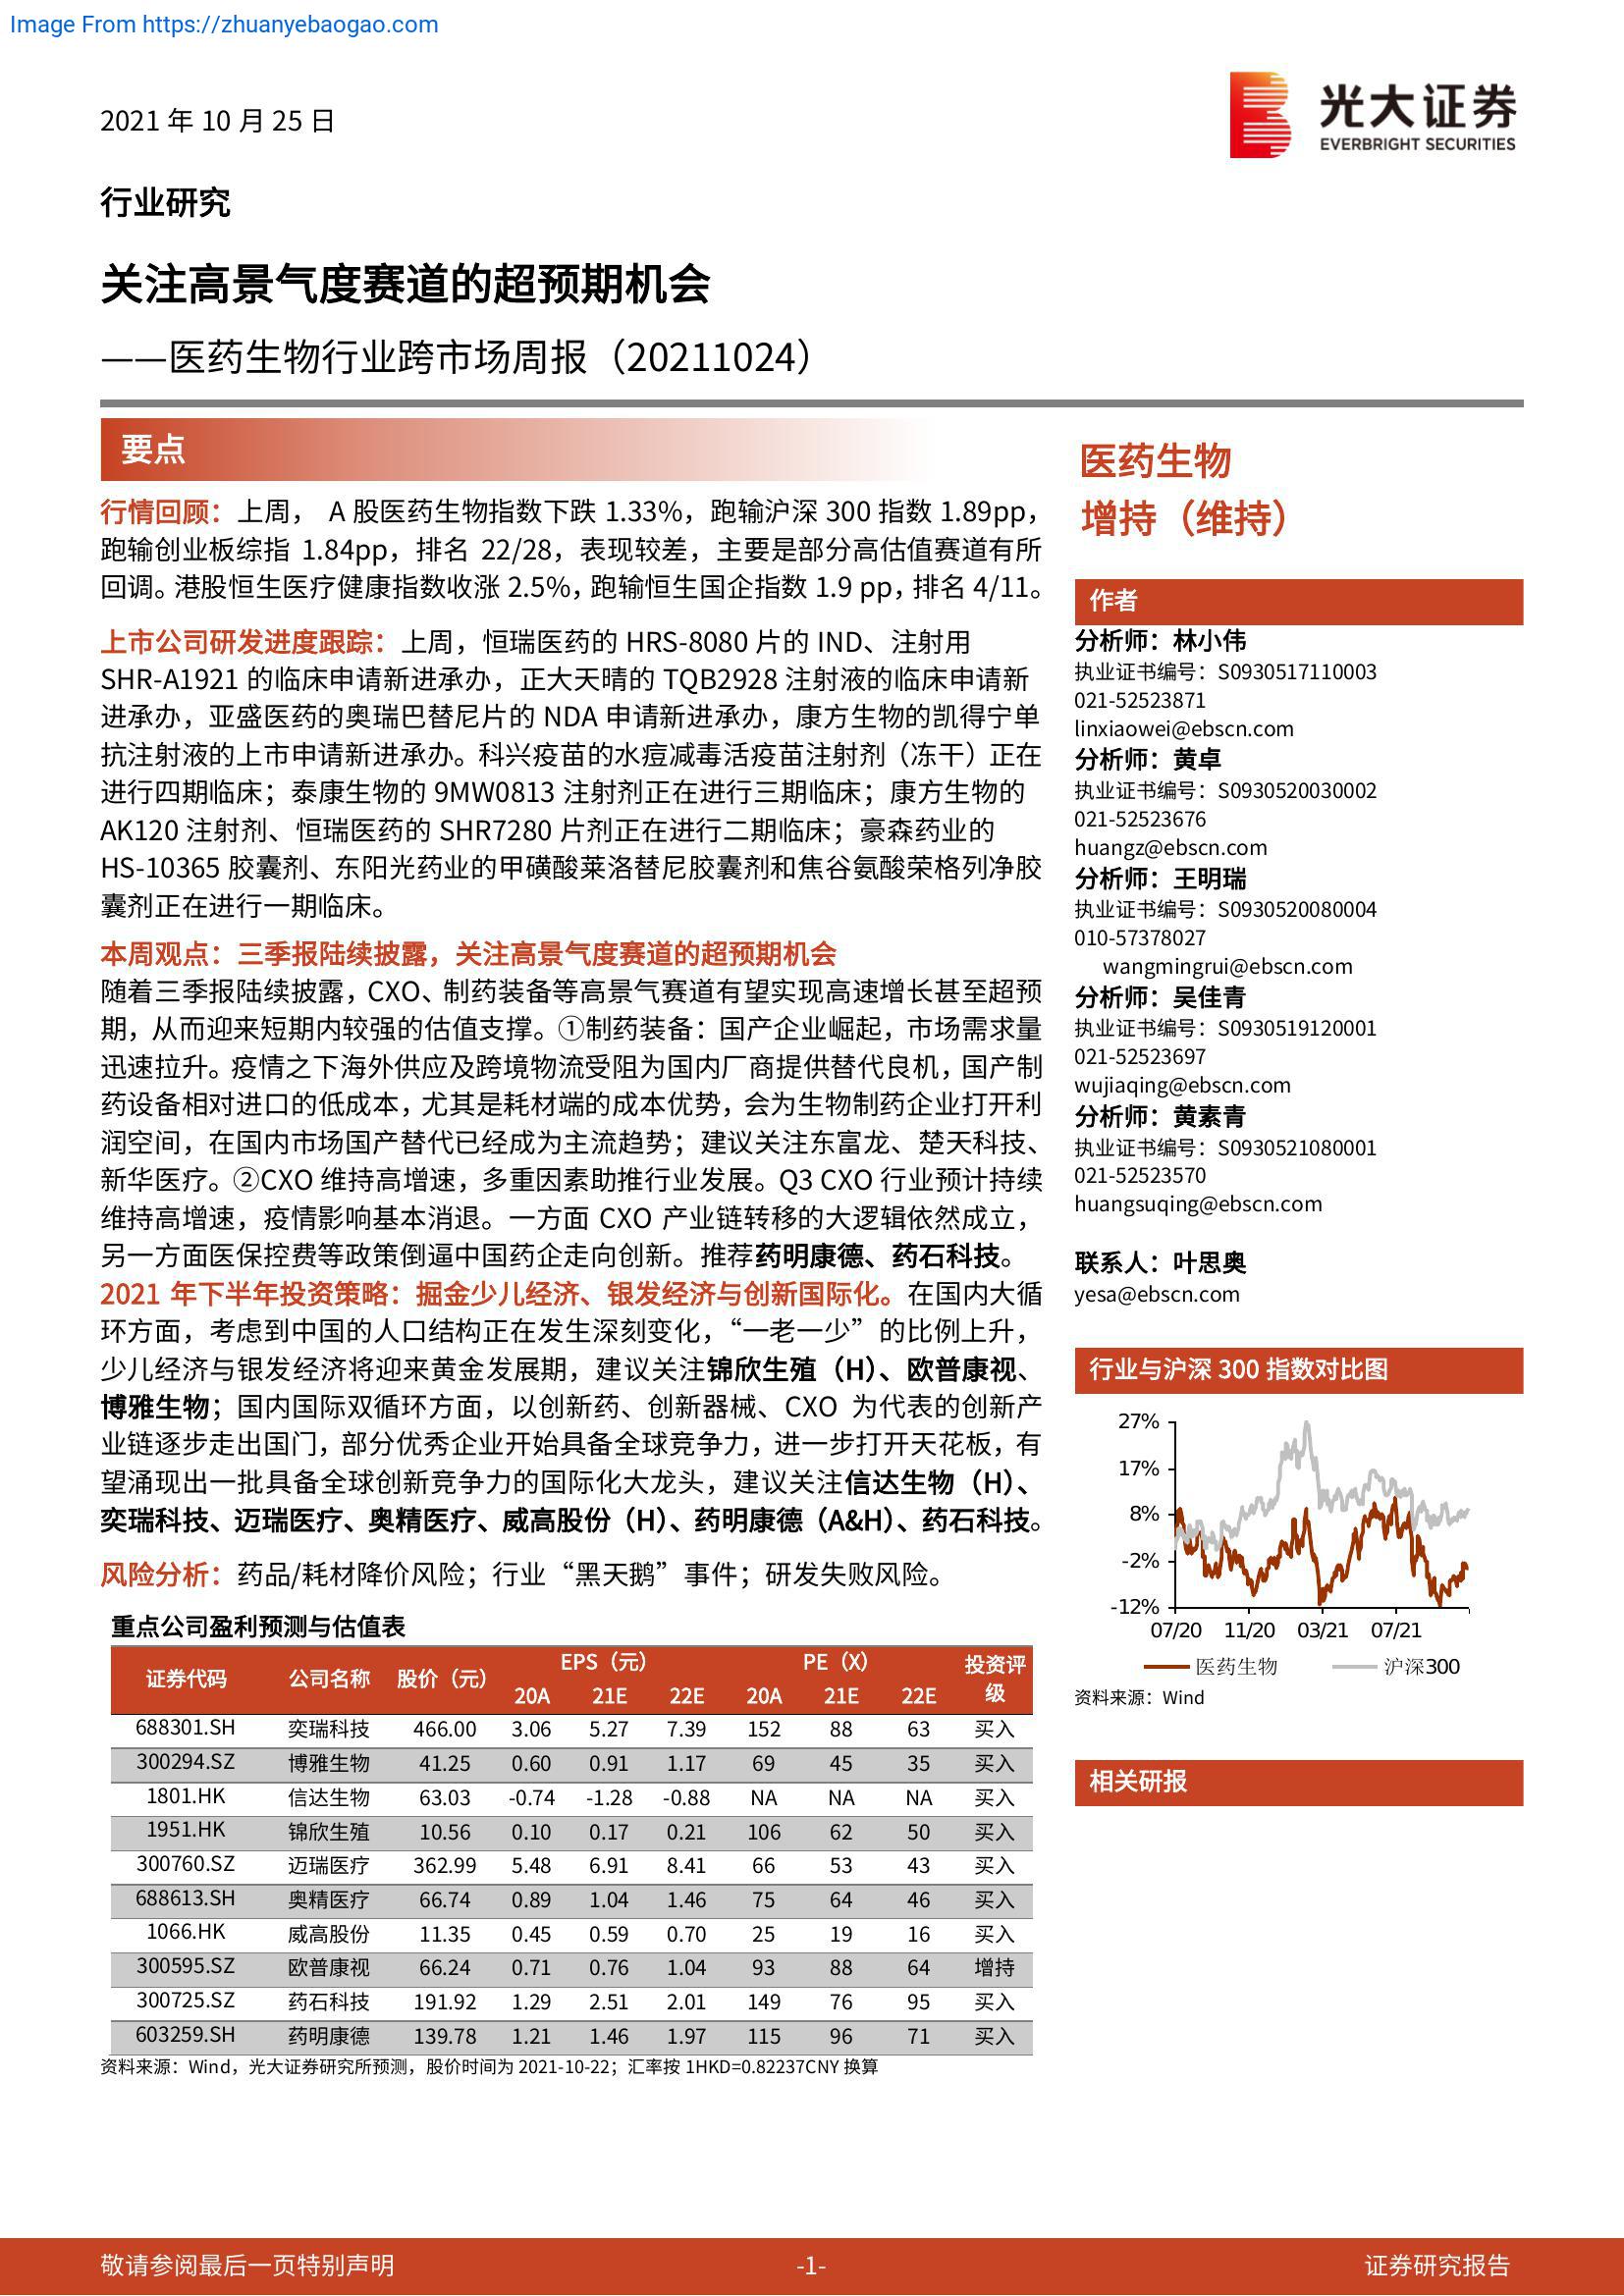 Image From https://zhuanyebaogao.com
2021 年 10 月 25 日
光大证券
EVERBRIGHT SECURITIES
行业研究
关注高景气度赛道的超预期机会
——医药生物行业跨市场周报（20211024）
要点
行情回顾：上周， A 股医药生物指数下跌 1.33%，跑输沪深 300 指数 1.89pp，
跑输创业板综指 1.84pp，排名 22/28，表现较差，主要是部分高估值赛道有所
回调。港股恒生医疗健康指数收涨 2.5%，跑输恒生国企指数 1.9 pp，排名 4/11。
上市公司研发进度跟踪：上周，恒瑞医药的 HRS-8080 片的 IND、注射用
SHR-A1921 的临床申请新进承办，正大天晴的 TQB2928 注射液的临床申请新
进承办，亚盛医药的奥瑞巴替尼片的 NDA 申请新进承办，康方生物的凯得宁单
抗注射液的上市申请新进承办。科兴疫苗的水痘减毒活疫苗注射剂（冻干）正在
进行四期临床；泰康生物的 9MW0813 注射剂正在进行三期临床；康方生物的
AK120 注射剂、恒瑞医药的 SHR7280 片剂正在进行二期临床；豪森药业的
HS-10365 胶囊剂、东阳光药业的甲磺酸莱洛替尼胶囊剂和焦谷氨酸荣格列净胶
囊剂正在进行一期临床。
本周观点：三季报陆续披露，关注高景气度赛道的超预期机会
随着三季报陆续披露，CXO、制药装备等高景气赛道有望实现高速增长甚至超预
期，从而迎来短期内较强的估值支撑。①制药装备：国产企业崛起，市场需求量
迅速拉升。疫情之下海外供应及跨境物流受阻为国内厂商提供替代良机，国产制
药设备相对进口的低成本，尤其是耗材端的成本优势，会为生物制药企业打开利
润空间，在国内市场国产替代已经成为主流趋势；建议关注东富龙、楚天科技、
新华医疗。②CXO 维持高增速，多重因素助推行业发展。Q3 CXO 行业预计持续
维持高增速，疫情影响基本消退。一方面 CXO 产业链转移的大逻辑依然成立，
另一方面医保控费等政策倒逼中国药企走向创新。推荐药明康德、药石科技。
2021 年下半年投资策略：掘金少儿经济、银发经济与创新国际化。在国内大循
环方面，考虑到中国的人口结构正在发生深刻变化，“一老一少”的比例上升，
少儿经济与银发经济将迎来黄金发展期，建议关注锦欣生殖（H）、欧普康视、
博雅生物；国内国际双循环方面，以创新药、创新器械、CXO 为代表的创新产
业链逐步走出国门，部分优秀企业开始具备全球竞争力，进一步打开天花板，有
望涌现出一批具备全球创新竞争力的国际化大龙头，建议关注信达生物（H）、
奕瑞科技、迈瑞医疗、奥精医疗、威高股份（H）、药明康德（A&H）、药石科技。
风险分析：药品/耗材降价风险；行业“黑天鹅”事件；研发失败风险。
重点公司盈利预测与估值表
证券代码 公司名称 股价（元） EPS（元） PE（X） 投资评级
20A 21E 22E 20A 21E 22E
688301.SH 奕瑞科技 466.00 3.06 5.27 7.39 152 88 63 买入
300294.SZ 博雅生物 41.25 0.60 0.91 1.17 69 45 35 买入
1801.HK 信达生物 63.03 -0.74 -1.28 -0.88 NA NA NA 买入
1951.HK 锦欣生殖 10.56 0.10 0.17 0.21 106 62 50 买入
300760.SZ 迈瑞医疗 362.99 5.48 6.91 8.41 66 53 43 买入
688613.SH 奥精医疗 66.74 0.89 1.04 1.46 75 64 46 买入
1066.HK 威高股份 11.35 0.45 0.59 0.70 25 19 16 买入
300595.SZ 欧普康视 66.24 0.71 0.76 1.04 93 88 64 增持
300725.SZ 药石科技 191.92 1.29 2.51 2.01 149 76 95 买入
603259.SH 药明康德 139.78 1.21 1.46 1.97 115 96 71 买入
资料来源：Wind，光大证券研究所预测，股价时间为 2021-10-22；汇率按 1HKD=0.82237CNY 换算
医药生物
增持（维持）
作者
分析师：林小伟
执业证书编号：S0930517110003
021-52523871
linxiaowei@ebscn.com
分析师：黄卓
执业证书编号：S0930520030002
021-52523676
huangz@ebscn.com
分析师：王明瑞
执业证书编号：S0930520080004
010-57378027
wangmingrui@ebscn.com
分析师：吴佳青
执业证书编号：S0930519120001
021-52523697
wujiaqing@ebscn.com
分析师：黄素青
执业证书编号：S0930521080001
021-52523570
huangsuqing@ebscn.com
联系人：叶思奥
yesa@ebscn.com
行业与沪深 300 指数对比图
27%
17%
8%
-2%
-12%
07/20 11/20 03/21 07/21
医药生物 沪深300
资料来源：Wind
相关研报
敬请参阅最后一页特别声明 -1- 证券研究报告